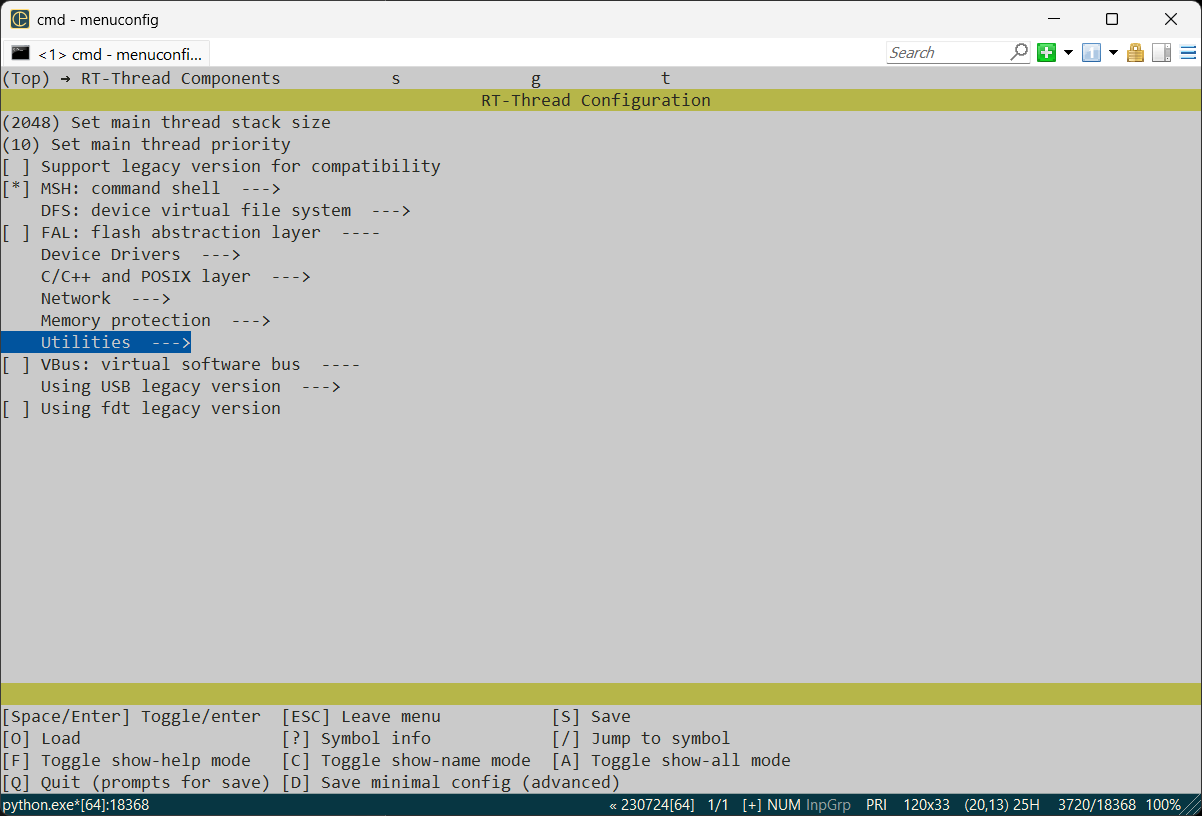 cmd - menuconfig
<1> cmd - menuconfi...
Search
(Top) → RT-Thread Components s g t
RT-Thread Configuration
(2048) Set main thread stack size
(10) Set main thread priority
[ ] Support legacy version for compatibility
[*] MSH: command shell --->
DFS: device virtual file system --->
[ ] FAL: flash abstraction layer ----
Device Drivers --->
C/C++ and POSIX layer --->
Network --->
Memory protection --->
Utilities --->
[ ] VBus: virtual software bus ----
Using USB legacy version --->
[ ] Using fdt legacy version
[Space/Enter] Toggle/enter [ESC] Leave menu [S] Save
[O] Load [?] Symbol info [/] Jump to symbol
[F] Toggle show-help mode [C] Toggle show-name mode [A] Toggle show-all mode
[Q] Quit (prompts for save) [D] Save minimal config (advanced)
python.exe*[64]:18368 « 230724[64] 1/1 [+] NUM InpGrp PRI 120x33 (20,13) 25H 3720/18368 100%